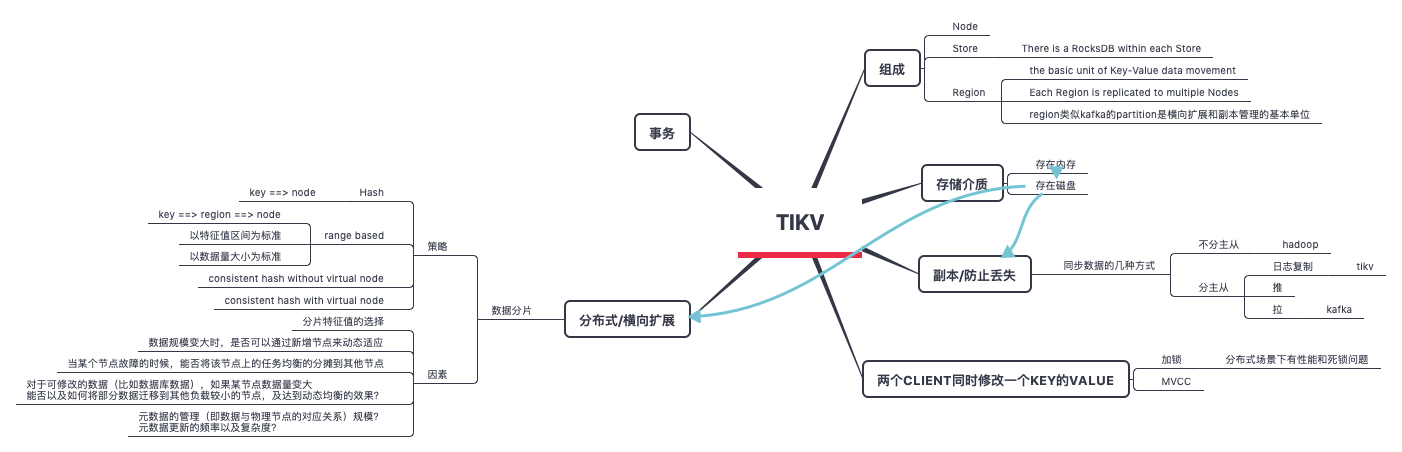 TIKV
组成
Node
Store
There is a RocksDB within each Store
Region
the basic unit of Key-Value data movement
Each Region is replicated to multiple Nodes
region类似kafka的partition是横向扩展和副本管理的基本单位
存储介质
存在内存
存在磁盘
副本/防止丢失
同步数据的几种方式
不分主从
hadoop
分主从
日志复制
tikv
推
拉
kafka
两个CLIENT同时修改一个KEY的VALUE
加锁
分布式场景下有性能和死锁问题
MVCC
事务
分布式/横向扩展
数据分片
策略
Hash
key ==> node
range based
key ==> region ==> node
以特征值区间为标准
以数据量大小为标准
consistent hash without virtual node
consistent hash with virtual node
因素
分片特征值的选择
数据规模变大时，是否可以通过新增节点来动态适应
当某个节点故障的时候，能否将该节点上的任务均衡的分摊到其他节点
对于可修改的数据（比如数据库数据），如果某节点数据量变大
能否以及如何将部分数据迁移到其他负载较小的节点，及达到动态均衡的效果?
元数据的管理（即数据与物理节点的对应关系）规模?
元数据更新的频率以及复杂度?